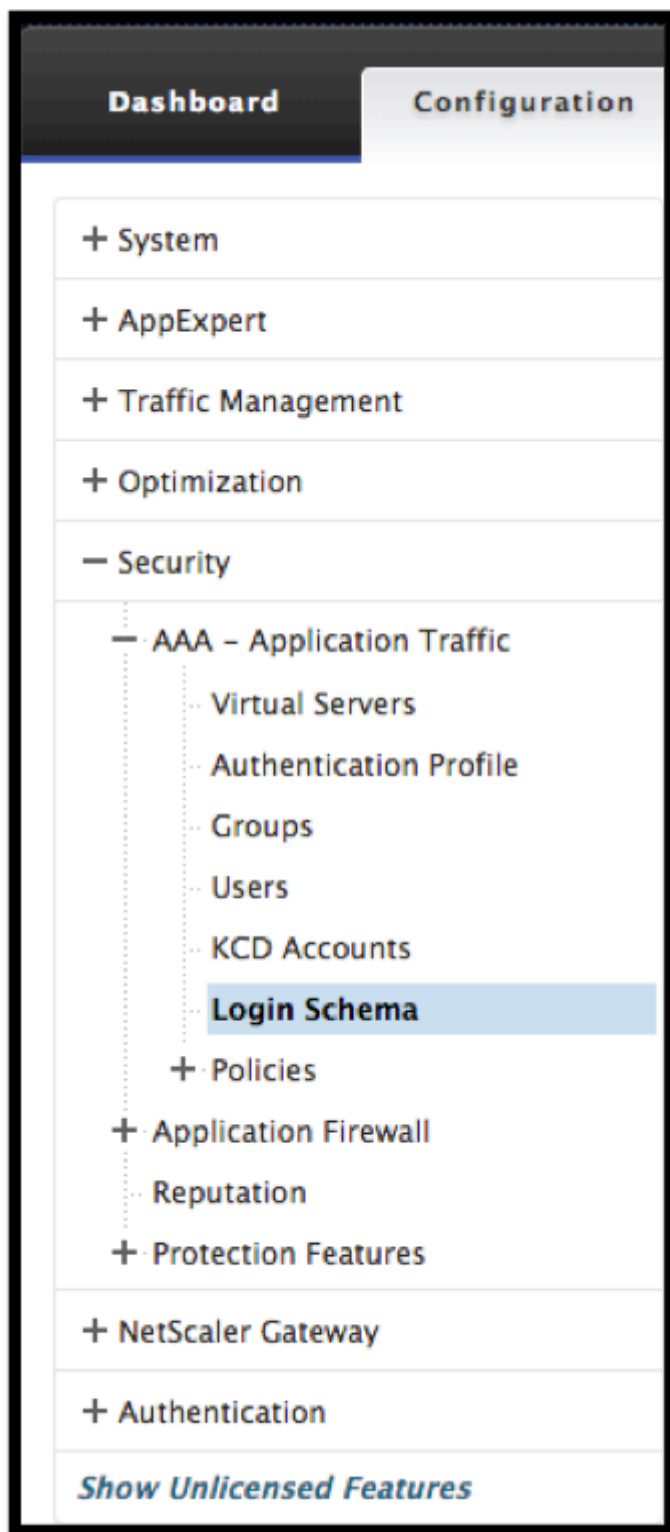 Dashboard Configuration
+ System
+ AppExpert
+ Traffic Management
+ Optimization
− Security
− AAA – Application Traffic
Virtual Servers
Authentication Profile
Groups
Users
KCD Accounts
Login Schema
+ Policies
+ Application Firewall
Reputation
+ Protection Features
+ NetScaler Gateway
+ Authentication
Show Unlicensed Features